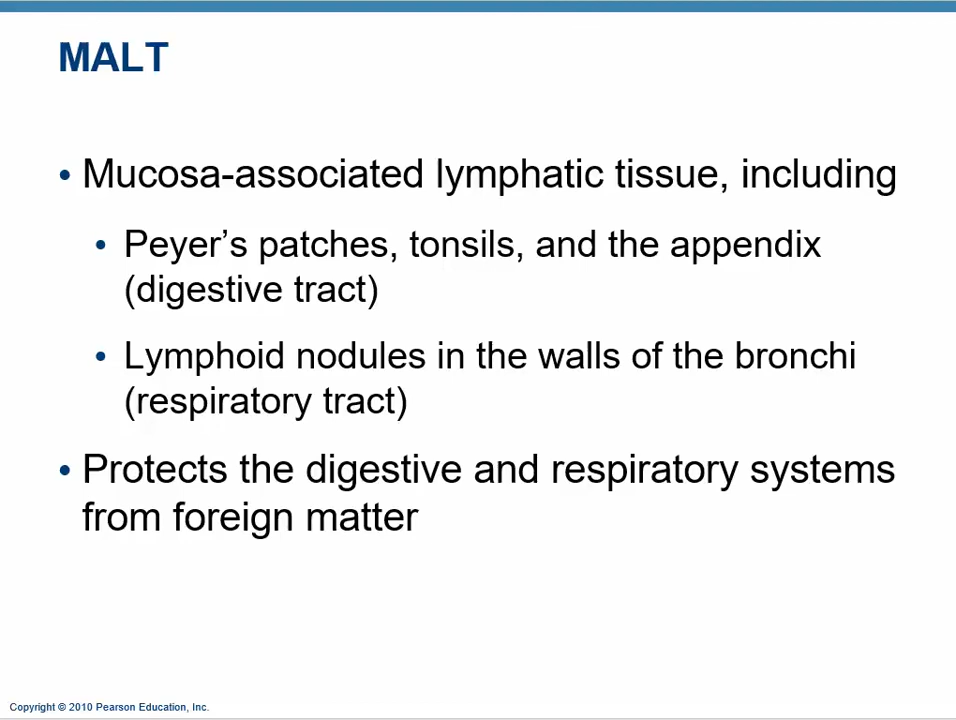 MALT
• Mucosa-associated lymphatic tissue, including
• Peyer’s patches, tonsils, and the appendix
(digestive tract)
• Lymphoid nodules in the walls of the bronchi
(respiratory tract)
• Protects the digestive and respiratory systems
from foreign matter
Copyright © 2010 Pearson Education, Inc.